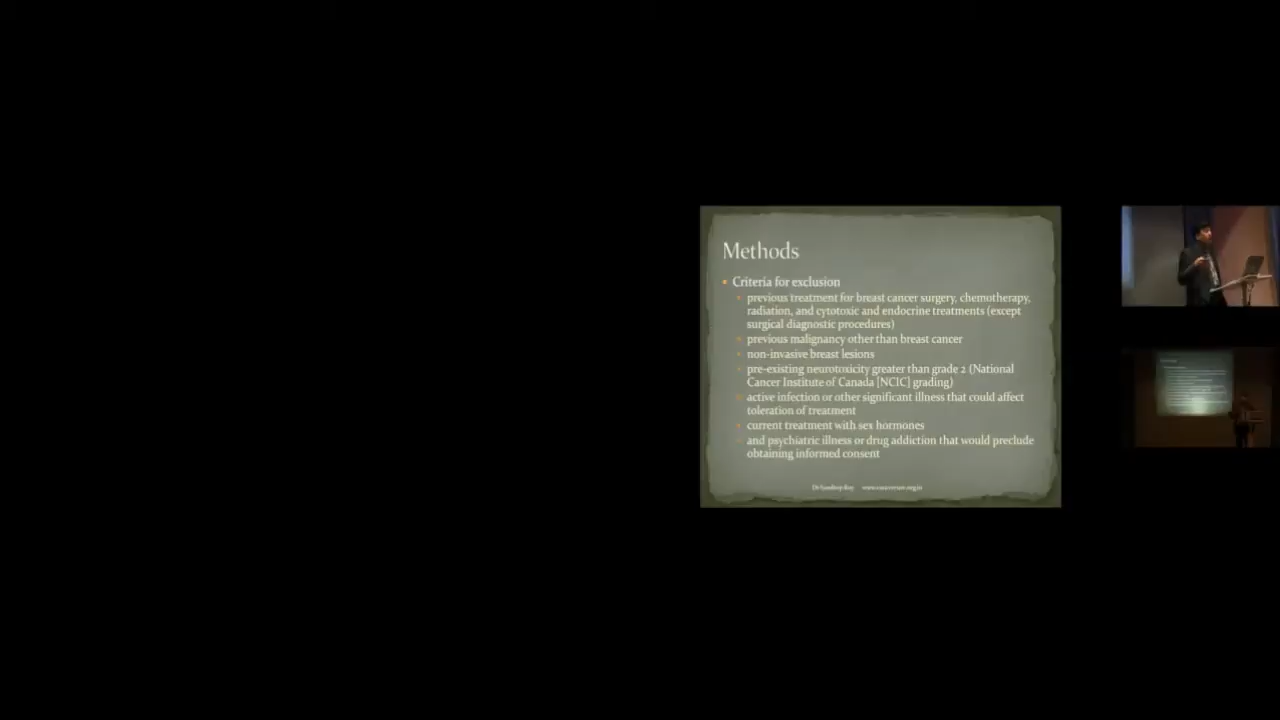 Methods
Criteria for exclusion
previous treatment for breast cancer surgery, chemotherapy,
radiation, and cytotoxic and endocrine treatments (except
surgical diagnostic procedures)
previous malignancy other than breast cancer
non-invasive breast lesions
pre-existing neurotoxicity greater than grade 2 (National
Cancer Institute of Canada [NCIC] grading)
active infection or other significant illness that could affect
toleration of treatment
current treatment with sex hormones
and psychiatric illness or drug addiction that would preclude
obtaining informed consent
Dr Sandeep Roy